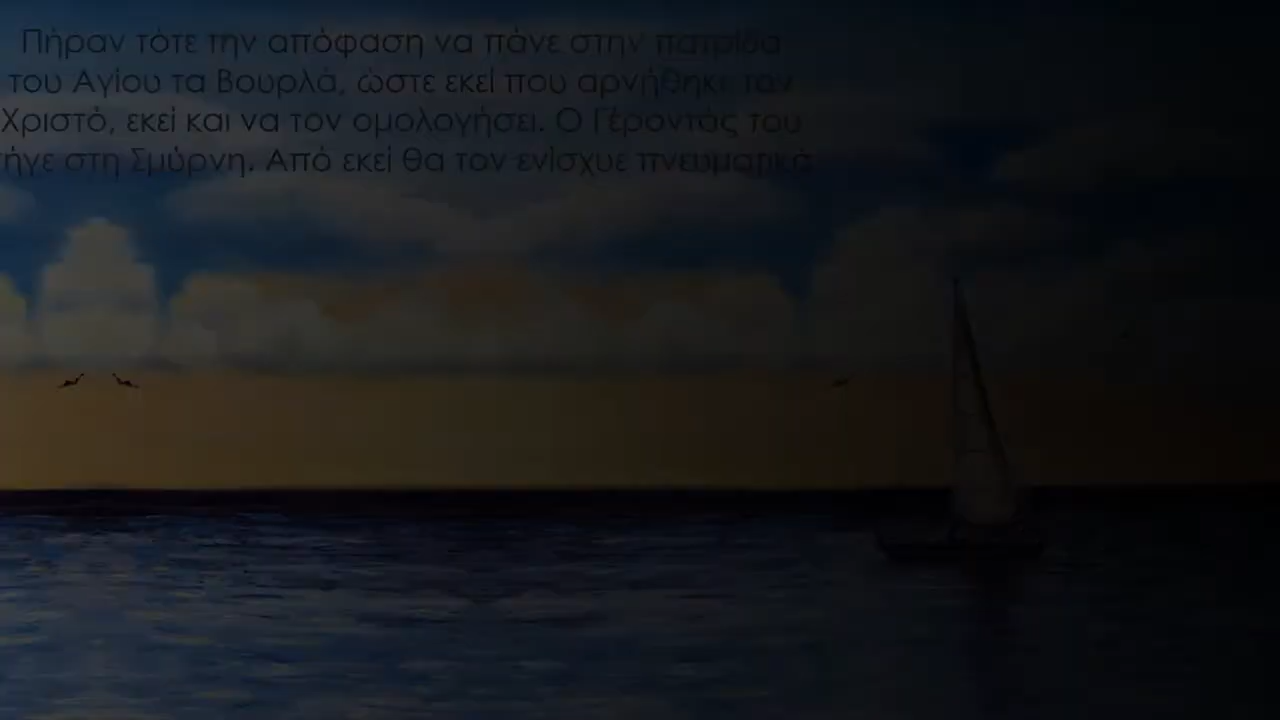 Πήραν τότε την απόφαση να πάνε στην πατρίδα
του Αγίου τα Βουρλά, ώστε εκεί που αρνήθηκε τον
Χριστό, εκεί και να τον ομολογήσει. Ο Γέροντάς του
στη Σμύρνη. Από εκεί θα τον ενίσχυε πνευματικά